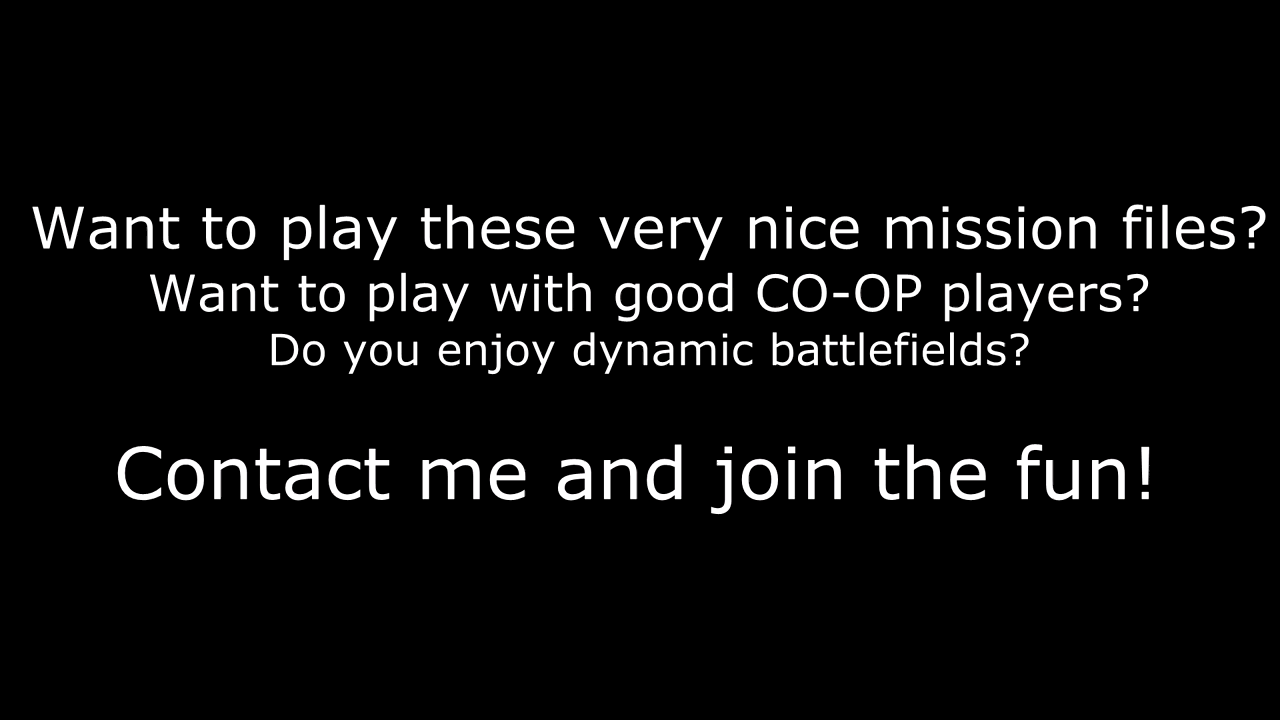 Want to play these very nice mission files?
Want to play with good CO-OP players?
Do you enjoy dynamic battlefields?
Contact me and join the fun!